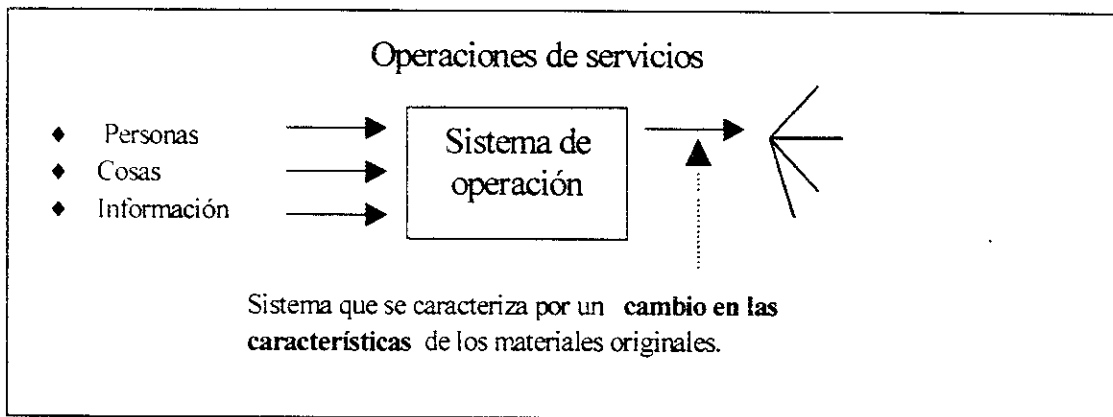 Operaciones de servicios
♦ Personas
♦ Cosas
♦ Información
Sistema de
operación
Sistema que se caracteriza por un cambio en las
características de los materiales originales.